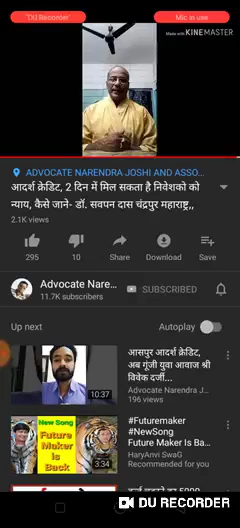 "DU Recorder"
Mic in use
Made with KINEMASTER
ADVOCATE NARENDRA JOSHI AND ASSO...
आदर्श क्रेडिट, 2 दिन में मिल सकता है निवेशको को
न्याय, कैसे जाने- डॉ. सवपन दास चंद्रपुर महाराष्ट्र,,
2.1K views
295
10
Share
Download
Save
Advocate Nare...
SUBSCRIBED
11.7K subscribers
Up next
Autoplay
आसपुर आदर्श क्रेडिट,
अब गूंजी युवा आवाज श्री
विवेक दर्जी...
Advocate Narendra J...
196 views
10:37
New Song
Future
Maker
is
Back
3:34
#Futuremaker
#NewSong
Future Maker Is Ba...
HaryAnvi SwaG
Recommended for you
5000
DU RECORDER